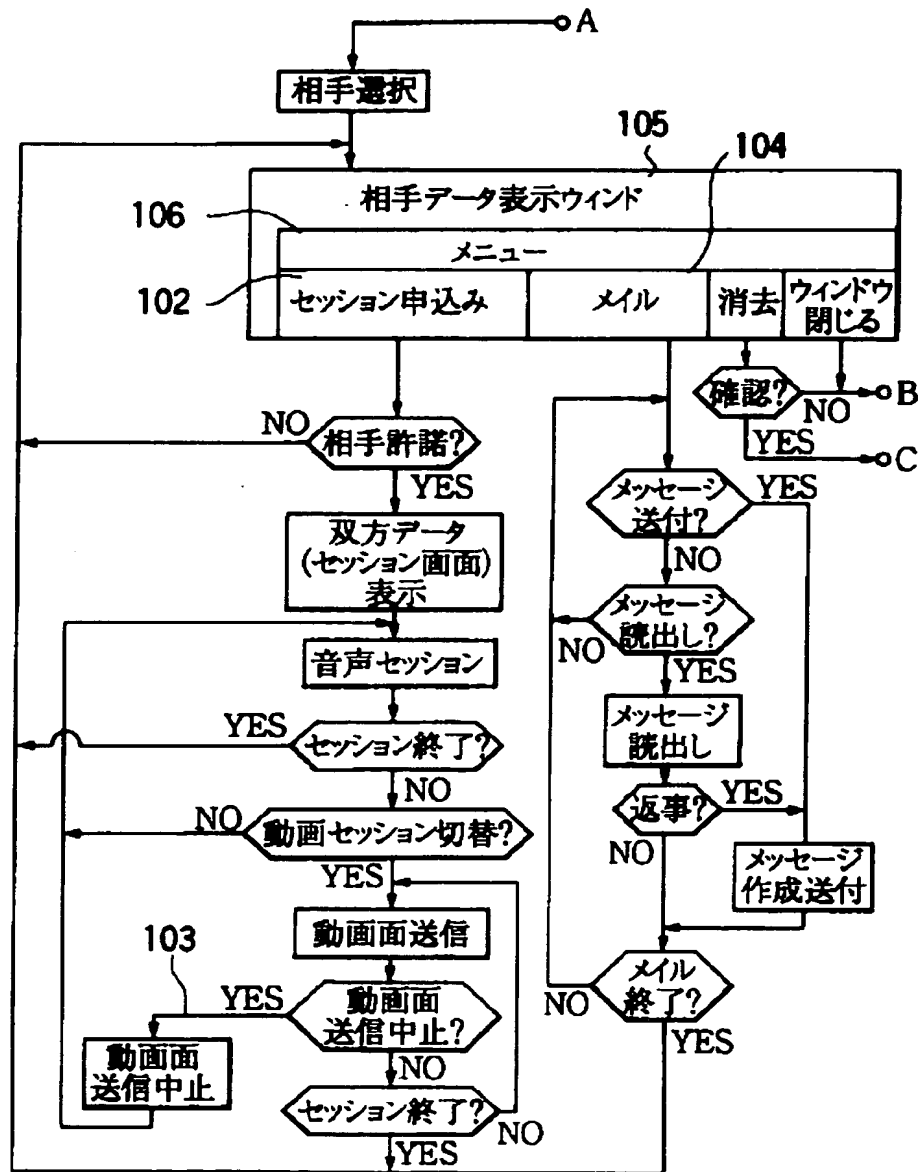 A
相手選択
105
104
相手データ表示ウィンド
106
メニュー
102
セッション申込み
メイル
消去
ウィンドウ
閉じる
確認?
NO
B
YES
C
NO
相手許諾?
YES
メッセージ
送付?
YES
NO
双方データ
(セッション画面)
表示
メッセージ
読出し?
NO
YES
音声セッション
メッセージ
読出し
YES
セッション終了?
NO
返事?
YES
NO
NO
動画セッション切替?
YES
メッセージ
作成送付
動画面送信
103
YES
動画面
送信中止?
NO
メイル
終了?
NO
YES
動画面
送信中止
セッション終了?
NO
YES